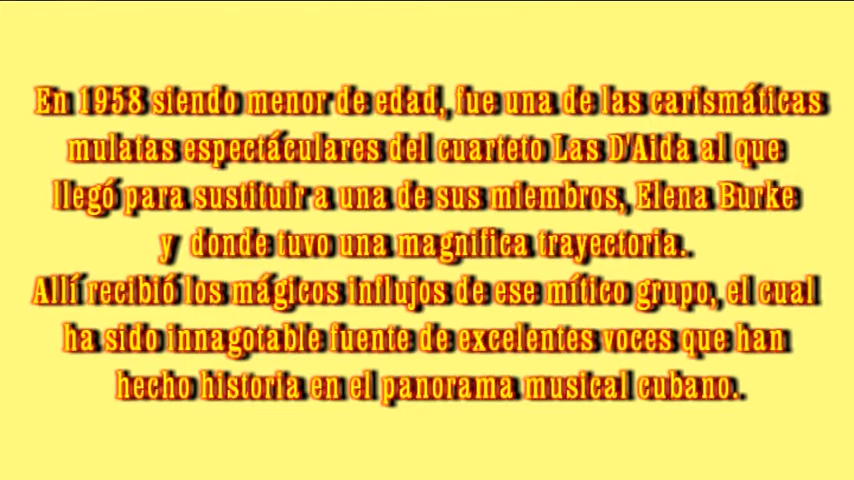 En 1958 siendo menor de edad, fue una de las carismáticas
mulatas espectáculares del cuarteto Las D'Aida al que
llegó para sustituir a una de sus miembros, Elena Burke
y donde tuvo una magnifica trayectoria..
Allí recibió los mágicos influjos de ese mítico grupo, el cual
ha sido innagotable fuente de excelentes voces que han
hecho historia en el panorama musical cubano..